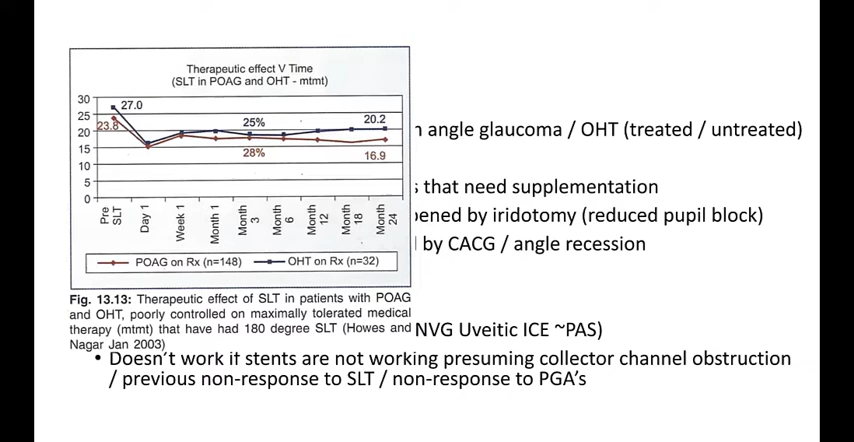 Therapeutic effect V Time
(SLT in POAG and OHT - mtmt)
30
25
20
15
10
5
0
27.0
23.8
25%
28%
20.2
16.9
Pre SLT
Day 1
Week 1
Month 1
Month 3
Month 6
Month 12
Month 18
Month 24
POAG on Rx (n=148)
OHT on Rx (n=32)
Fig. 13.13: Therapeutic effect of SLT in patients with POAG
and OHT, poorly controlled on maximally tolerated medical
therapy (mtmt) that have had 180 degree SLT (Howes and
Nagar Jan 2003)
angle glaucoma / OHT (treated / untreated)
that need supplementation
by iridotomy (reduced pupil block)
by CACG / angle recession
NVG Uveitic ICE ~PAS)
• Doesn't work it stents are not working presuming collector channel obstruction
/ previous non-response to SLT / non-response to PGA's